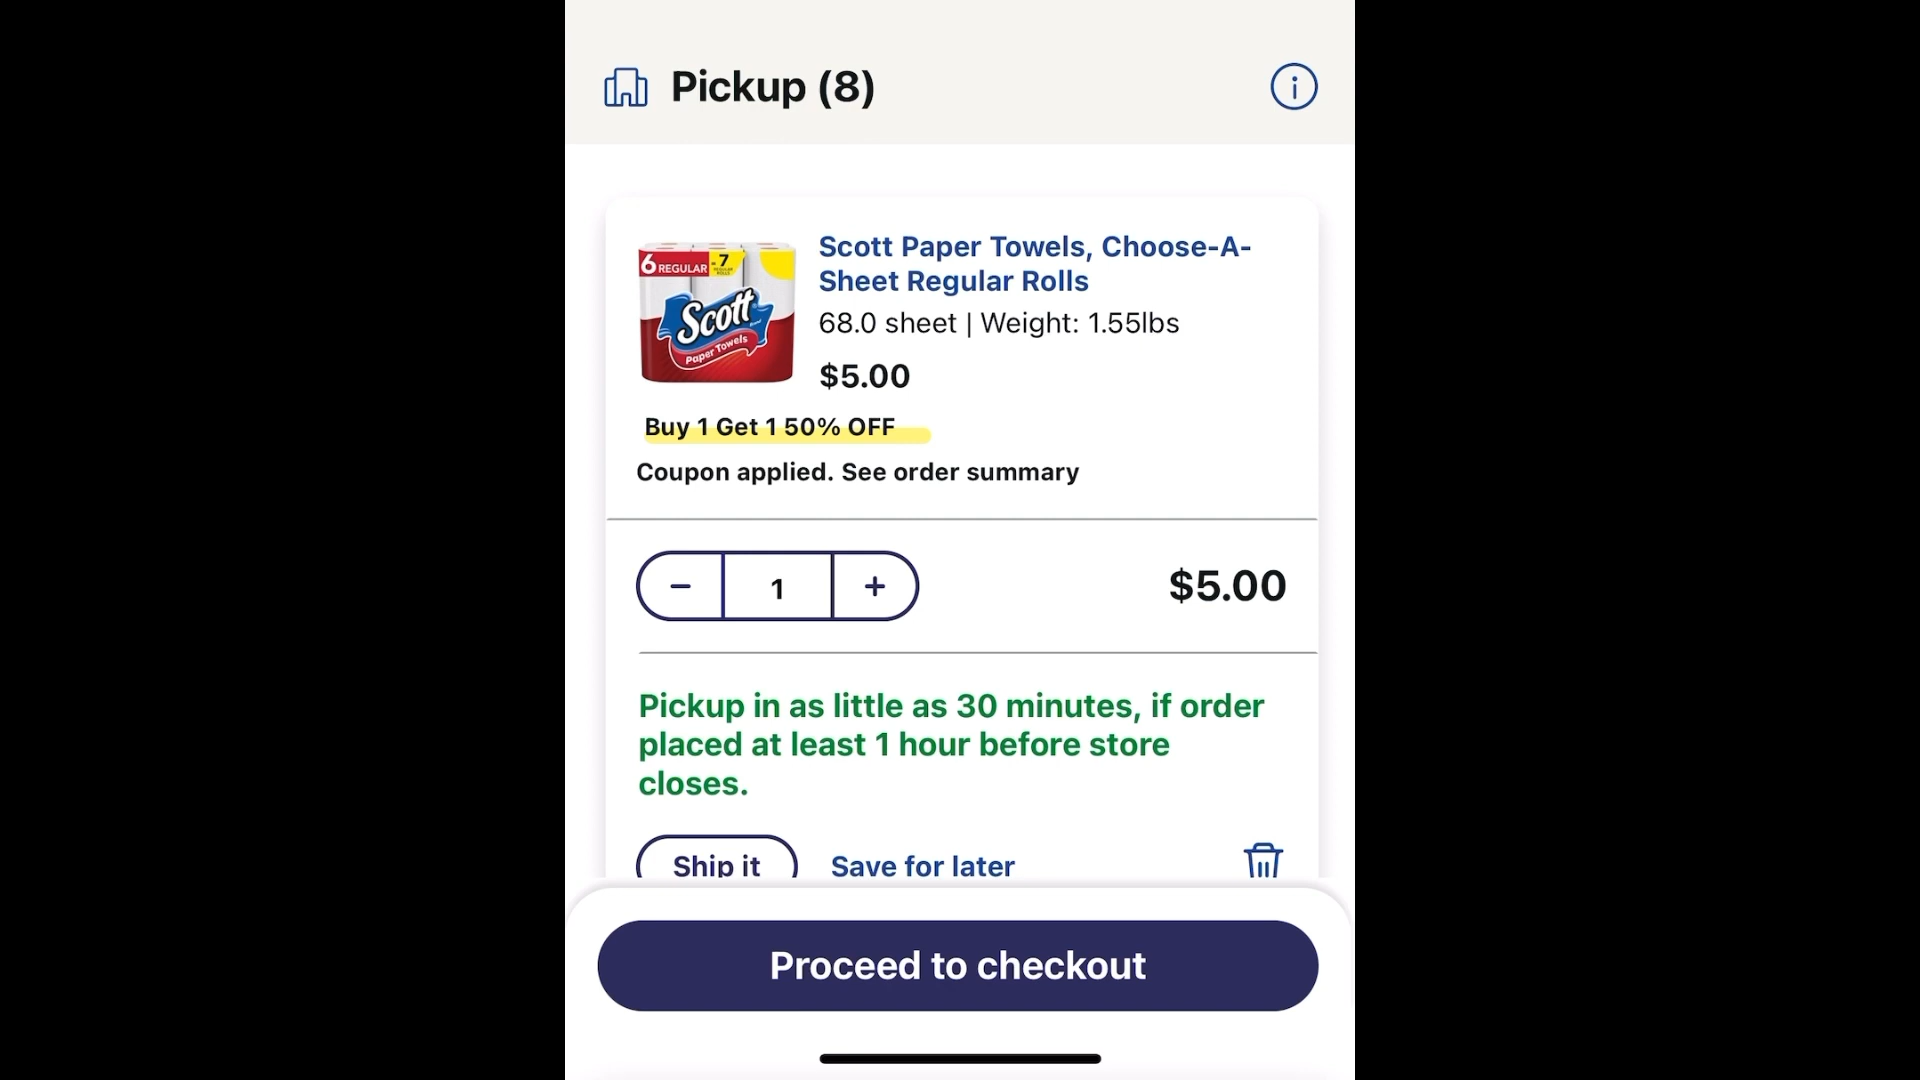 Pickup (8)
Scott Paper Towels, Choose-A-
Sheet Regular Rolls
68.0 sheet | Weight: 1.55lbs
$5.00
6 REGULAR = 7
REGULAR
ROLLS
Scott
Paper Towels
Buy 1 Get 1 50% OFF
Coupon applied. See order summary
− 1 + $5.00
Pickup in as little as 30 minutes, if order
placed at least 1 hour before store
closes.
Ship it Save for later
Proceed to checkout